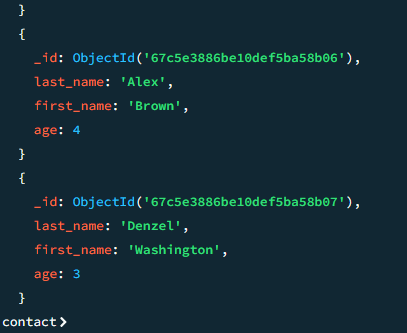 }
{
_id: ObjectId('67c5e3886be10def5ba58b06'),
last_name: 'Alex',
first_name: 'Brown',
age: 4
}
{
_id: ObjectId('67c5e3886be10def5ba58b07'),
last_name: 'Denzel',
first_name: 'Washington',
age: 3
}
contact>